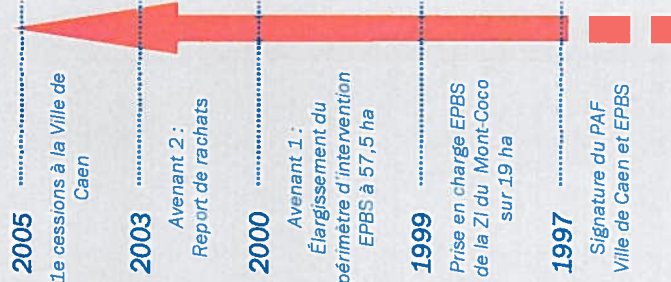 2005
1e cessions à la Ville de
Caen
2003
Avenant 2 :
Report de rachats
2000
Avenant 1 :
Élargissement du
périmètre d'intervention
EPBS à 57,5 ha
1999
Prise en charge EPBS
de la ZI du Mont-Coco
sur 19 ha
1997
Signature du PAF
Ville de Caen et EPBS